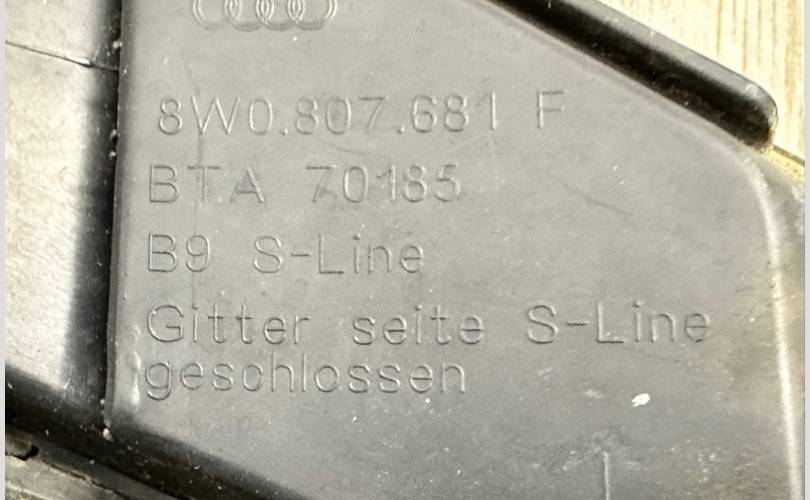 8W0.807.681 F
BTA 70185
B9 S-Line
Gitter seite S-Line
geschlossen